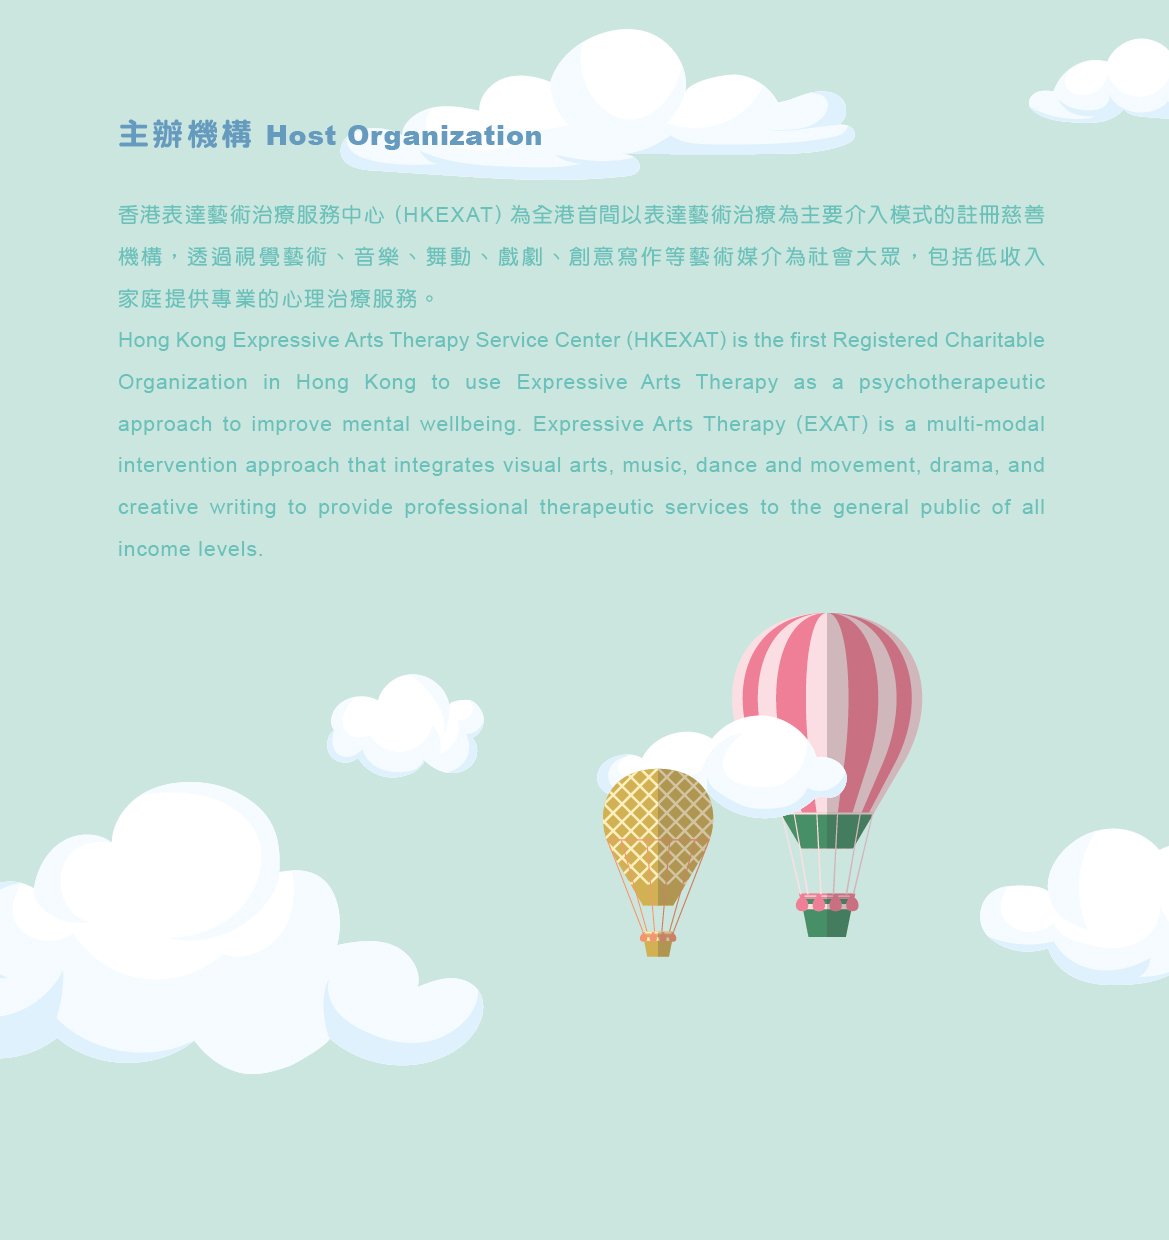 主辦機構 Host Organization
香港表達藝術治療服務中心 (HKEXAT) 為全港首間以表達藝術治療為主要介入模式的註冊慈善
機構，透過視覺藝術、音樂、舞動、戲劇、創意寫作等藝術媒介為社會大眾，包括低收入
家庭提供專業的心理治療服務。
Hong Kong Expressive Arts Therapy Service Center (HKEXAT) is the first Registered Charitable
Organization in Hong Kong to use Expressive Arts Therapy as a psychotherapeutic
approach to improve mental wellbeing. Expressive Arts Therapy (EXAT) is a multi-modal
intervention approach that integrates visual arts, music, dance and movement, drama, and
creative writing to provide professional therapeutic services to the general public of all
income levels.